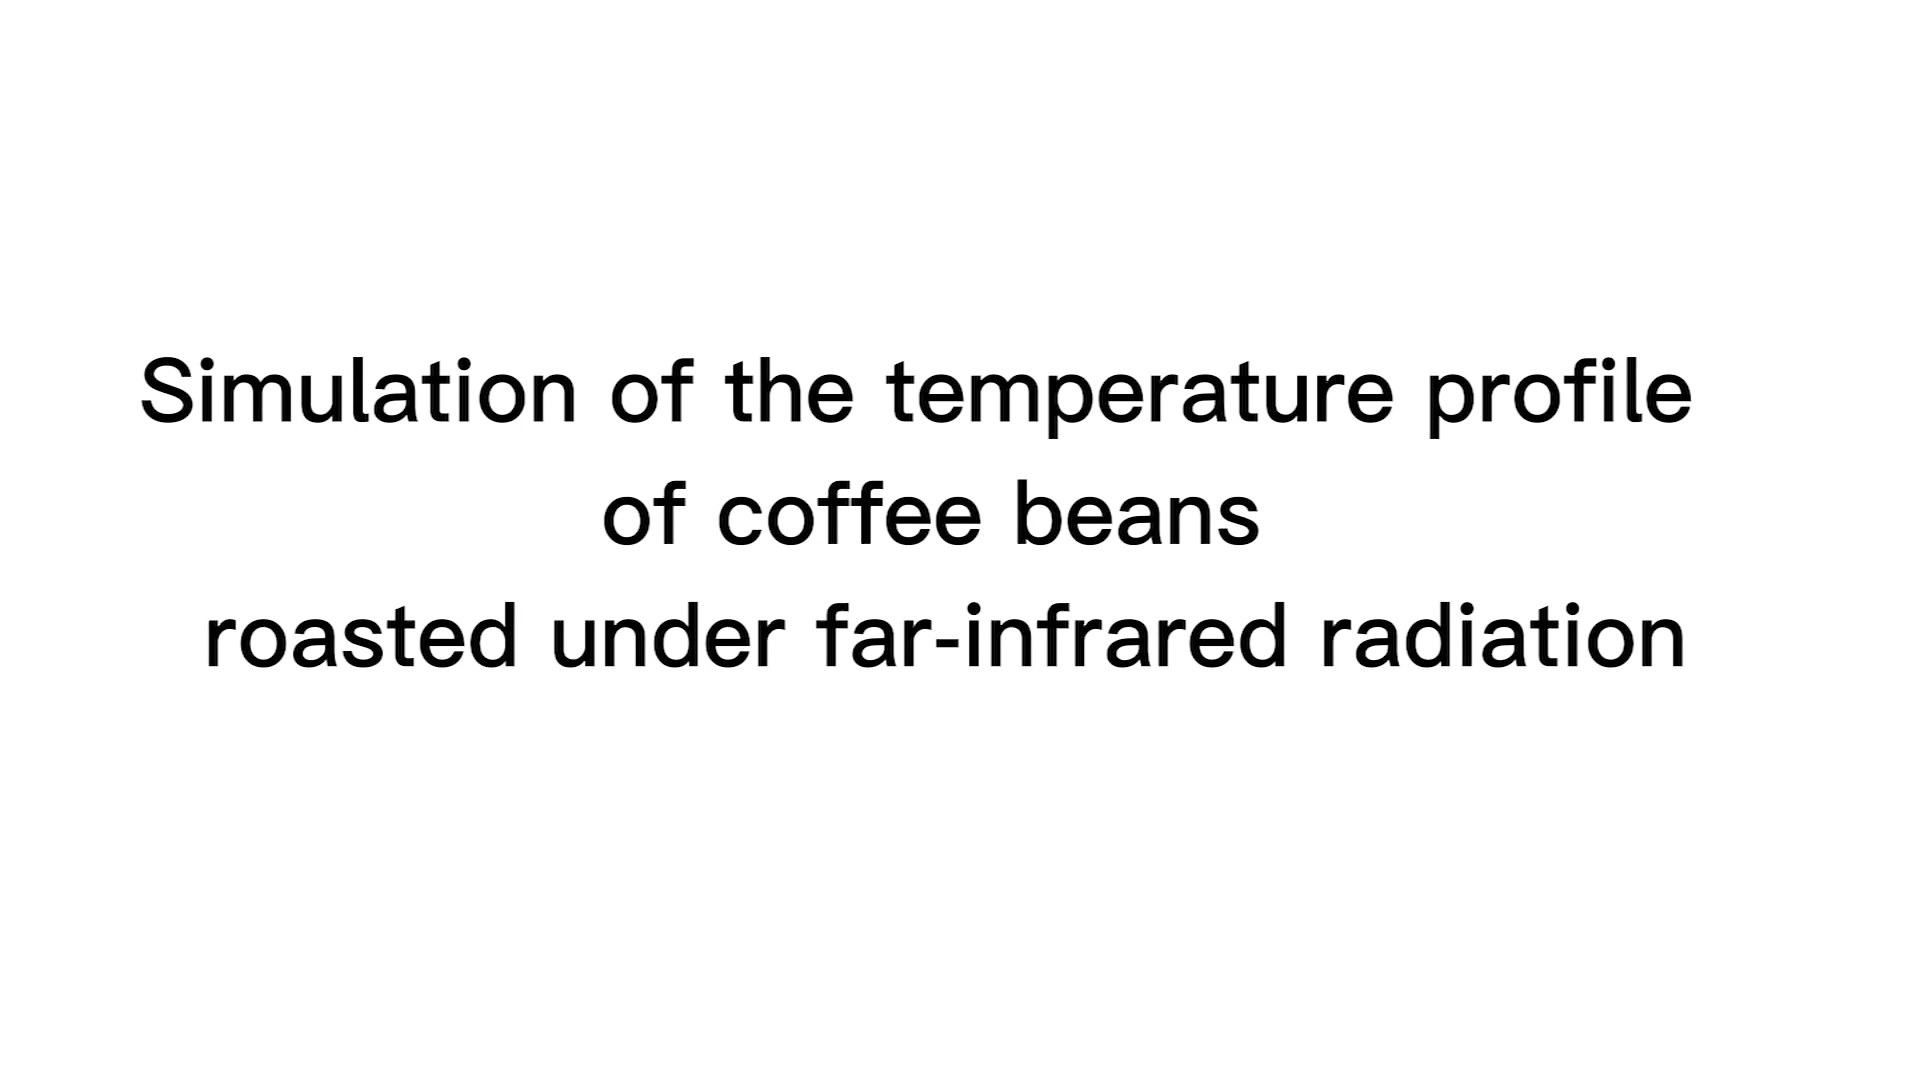 Simulation of the temperature profile
of coffee beans
roasted under far-infrared radiation